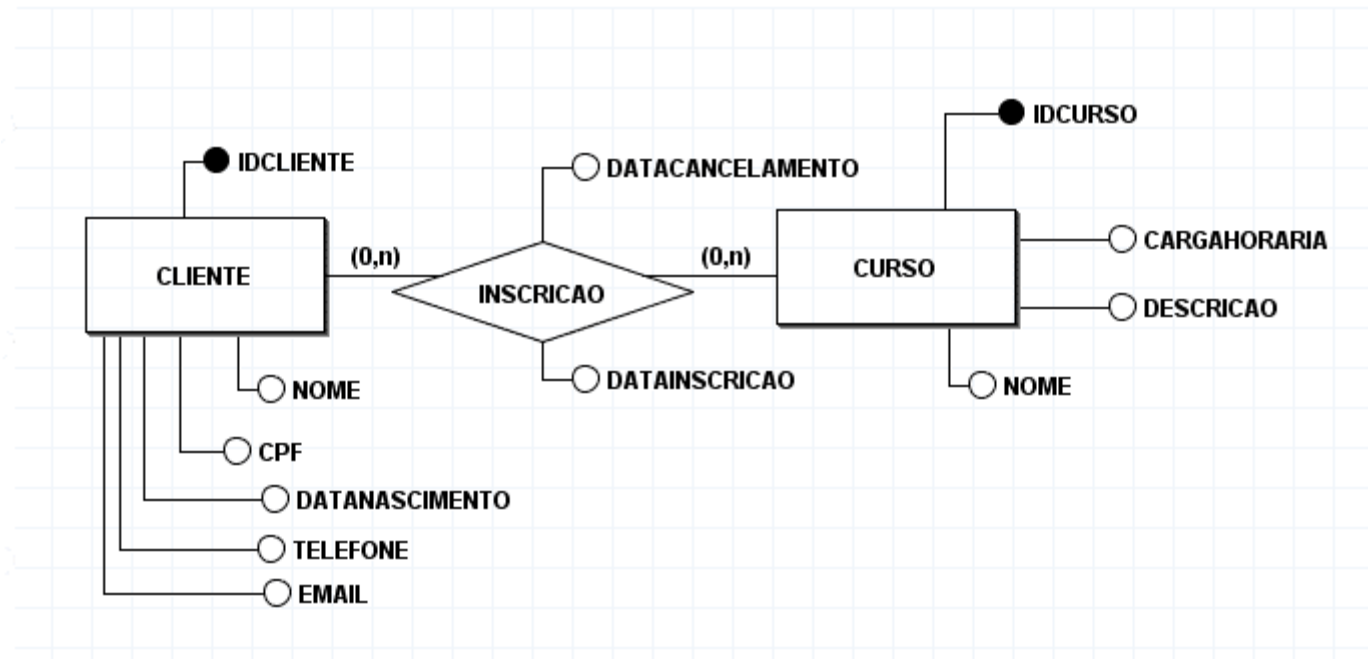 IDCURSO
IDCLIENTE
DATACANCELAMENTO
CARGAHORARIA
(0,n)
(0,n)
CLIENTE
CURSO
INSCRICAO
DESCRICAO
DATAINSCRICAO
NOME
NOME
CPF
DATANASCIMENTO
TELEFONE
EMAIL